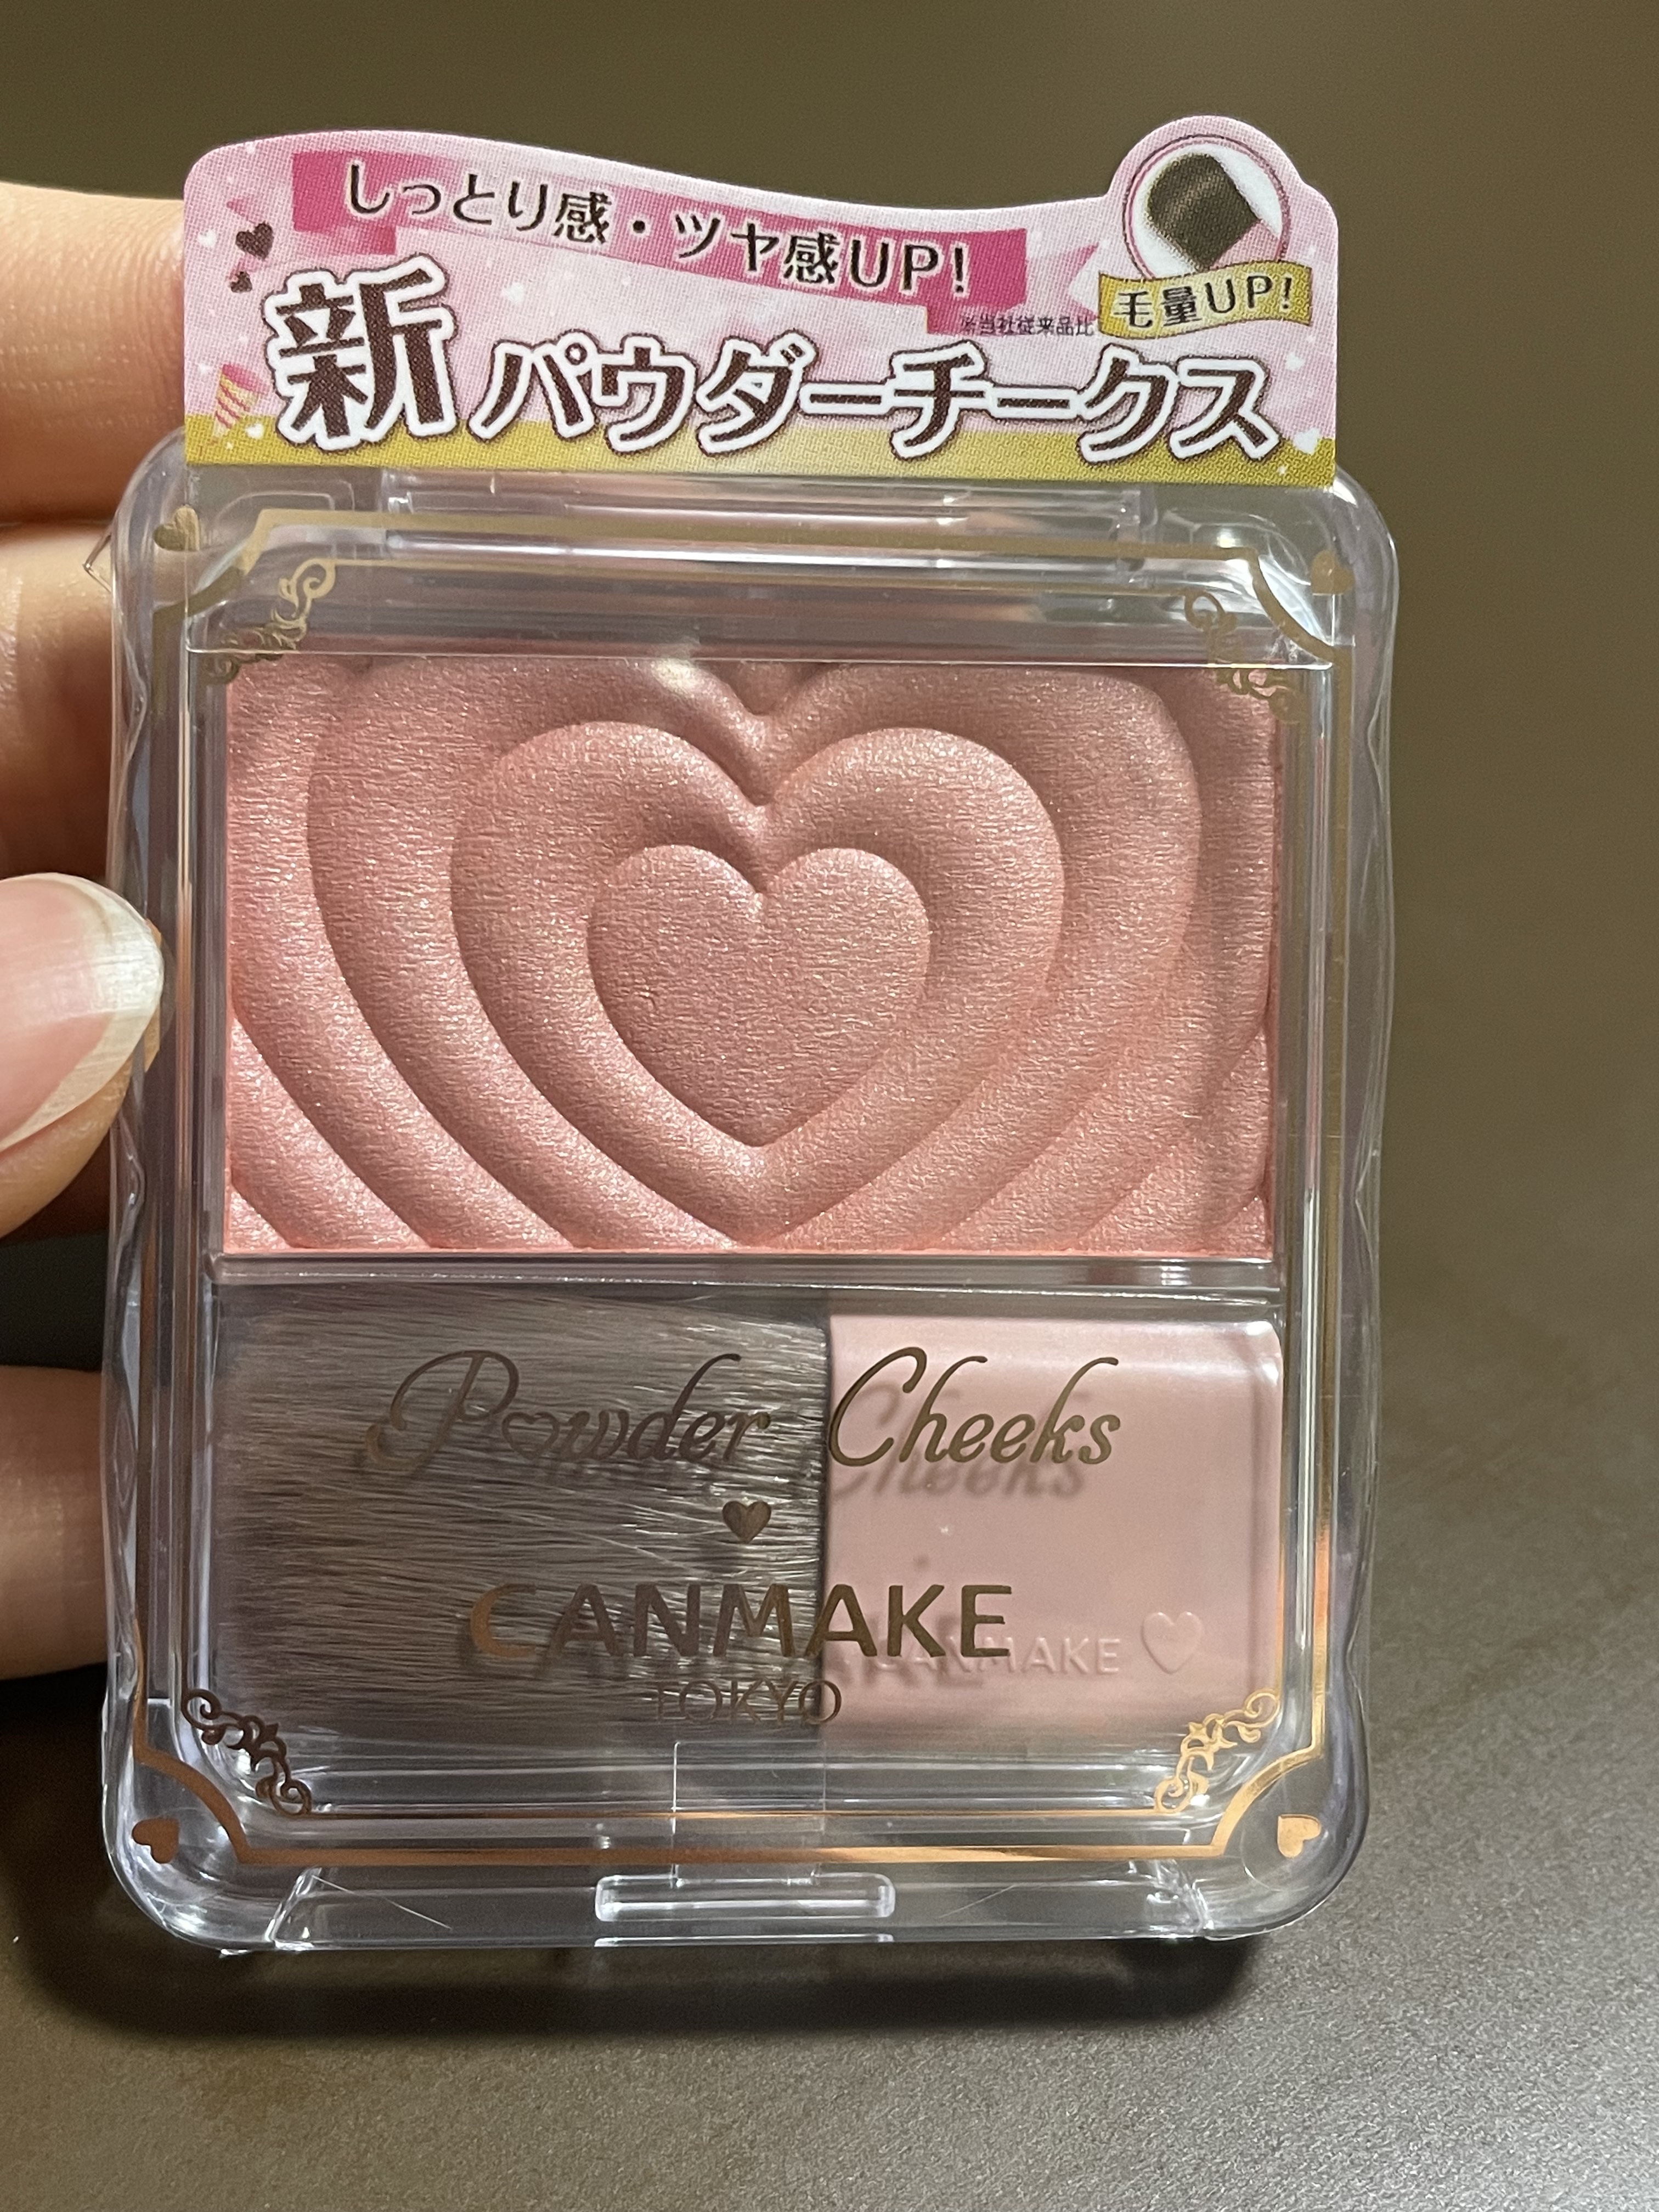 しっとり感・ツヤ感UP!
毛量UP!
※当社従来品比
新パウダーチークス
Powder Cheeks
CANMAKE
TOKYO
CANMAKE